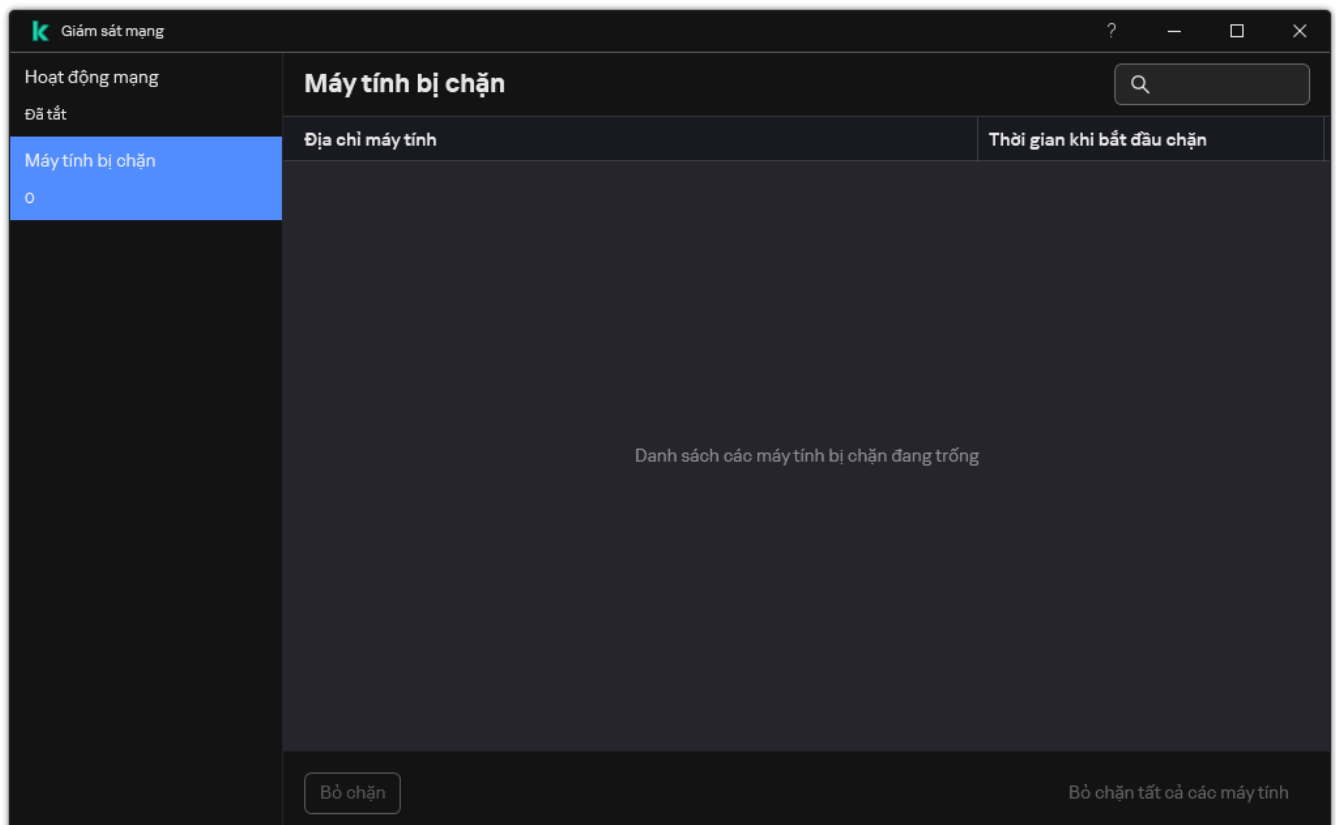 Giám sát mạng
?
Hoạt động mạng
Đã tắt
Máy tính bị chặn
0
Máy tính bị chặn
Địa chỉ máy tính
Thời gian khi bắt đầu chặn
Danh sách các máy tính bị chặn đang trống
Bỏ chặn
Bỏ chặn tất cả các máy tính